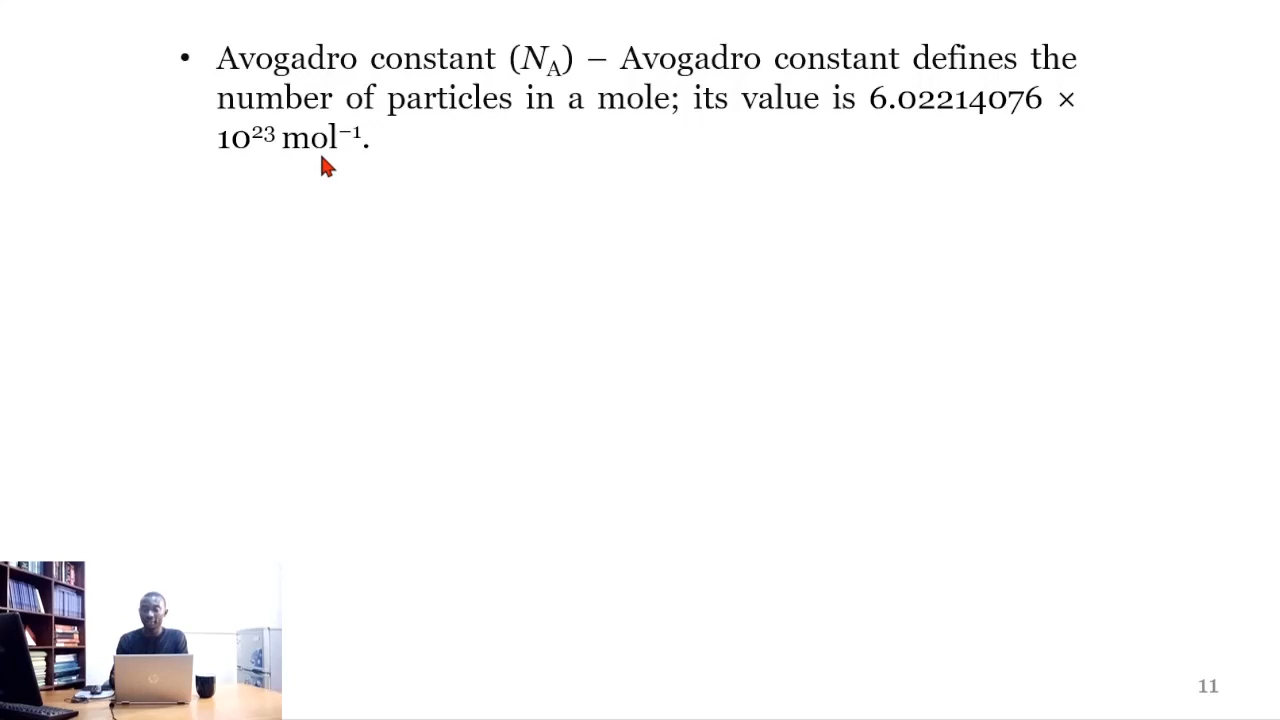 • Avogadro constant (N_A) – Avogadro constant defines the
number of particles in a mole; its value is 6.02214076 ×
10²³ mol⁻¹.
11